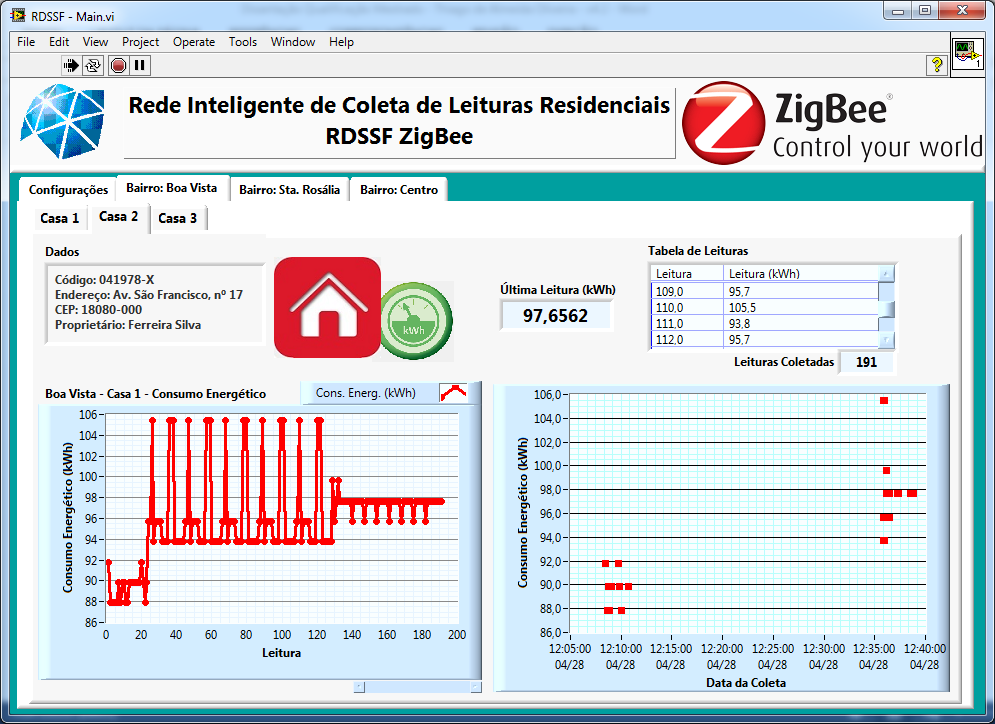 RDSSF - Main.vi
File Edit View Project Operate Tools Window Help
?
1
Rede Inteligente de Coleta de Leituras Residenciais
RDSSF ZigBee
ZigBee®
Control your world
Configurações Bairro: Boa Vista Bairro: Sta. Rosália Bairro: Centro
Casa 1 Casa 2 Casa 3
Dados
Código: 041978-X
Endereço: Av. São Francisco, nº 17
CEP: 18080-000
Proprietário: Ferreira Silva
kWh
Última Leitura (kWh)
97,6562
Tabela de Leituras
Leitura Leitura (kWh)
109,0 95,7
110,0 105,5
111,0 93,8
112,0 95,7
Leituras Coletadas 191
Boa Vista - Casa 1 - Consumo Energético
Cons. Energ. (kWh)
Consumo Energético (kWh)
106
104
102
100
98
96
94
92
90
88
86
0 20 40 60 80 100 120 140 160 180 200
Leitura
Consumo Energético (kWh)
106,0
104,0
102,0
100,0
98,0
96,0
94,0
92,0
90,0
88,0
86,0
12:05:00 12:10:00 12:15:00 12:20:00 12:25:00 12:30:00 12:35:00 12:40:00
04/28 04/28 04/28 04/28 04/28 04/28 04/28 04/28
Data da Coleta